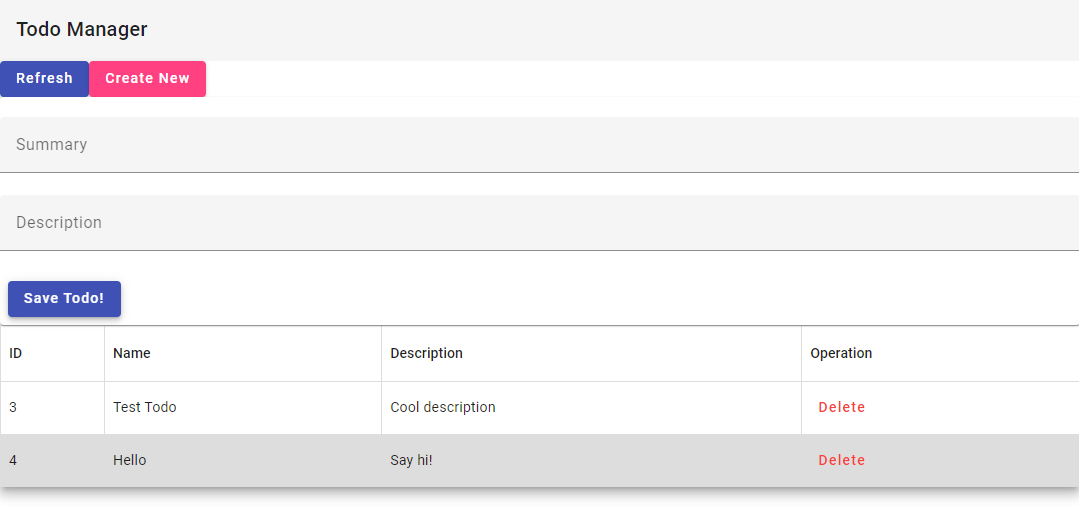 Todo Manager
Refresh Create New
Summary
Description
Save Todo!
ID Name Description Operation
3 Test Todo Cool description Delete
4 Hello Say hi! Delete